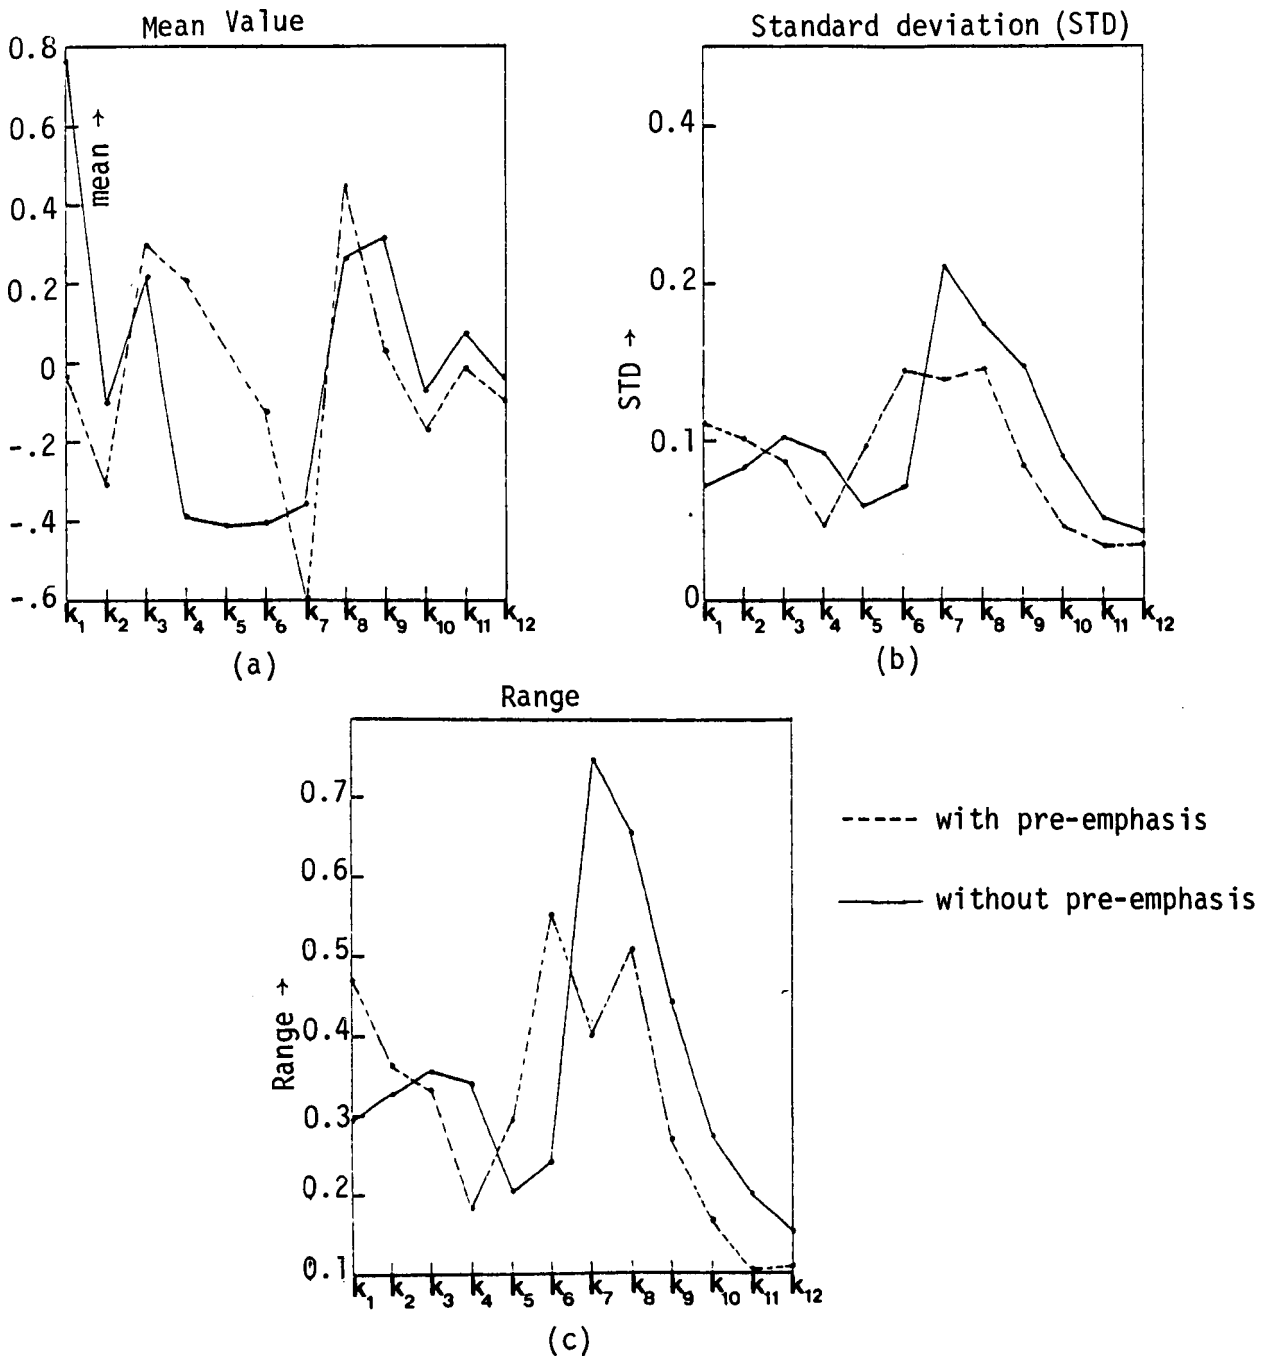 Mean Value
0.8
0.6
0.4
0.2
0
-.2
-.4
-.6
mean →
k1 k2 k3 k4 k5 k6 k7 k8 k9 k10 k11 k12
(a)
Standard deviation (STD)
0.4
0.2
0.1
0
STD →
k1 k2 k3 k4 k5 k6 k7 k8 k9 k10 k11 k12
(b)
Range
0.7
0.6
0.5
0.4
0.3
0.2
0.1
Range →
k1 k2 k3 k4 k5 k6 k7 k8 k9 k10 k11 k12
(c)
----- with pre-emphasis
—— without pre-emphasis